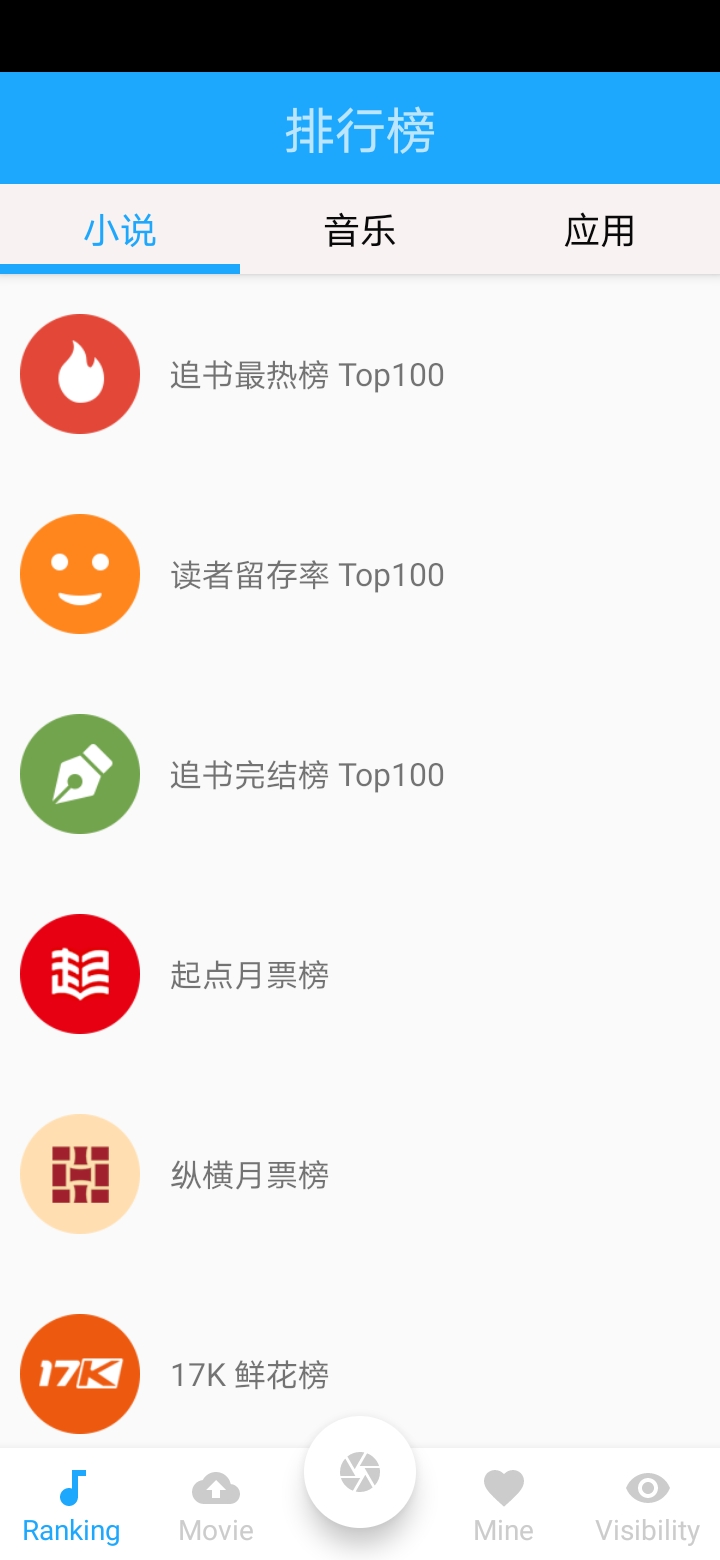 排行榜
小说 音乐 应用
追书最热榜 Top100
读者留存率 Top100
追书完结榜 Top100
起
起点月票榜
纵横月票榜
17K
17K 鲜花榜
Ranking Movie Mine Visibility